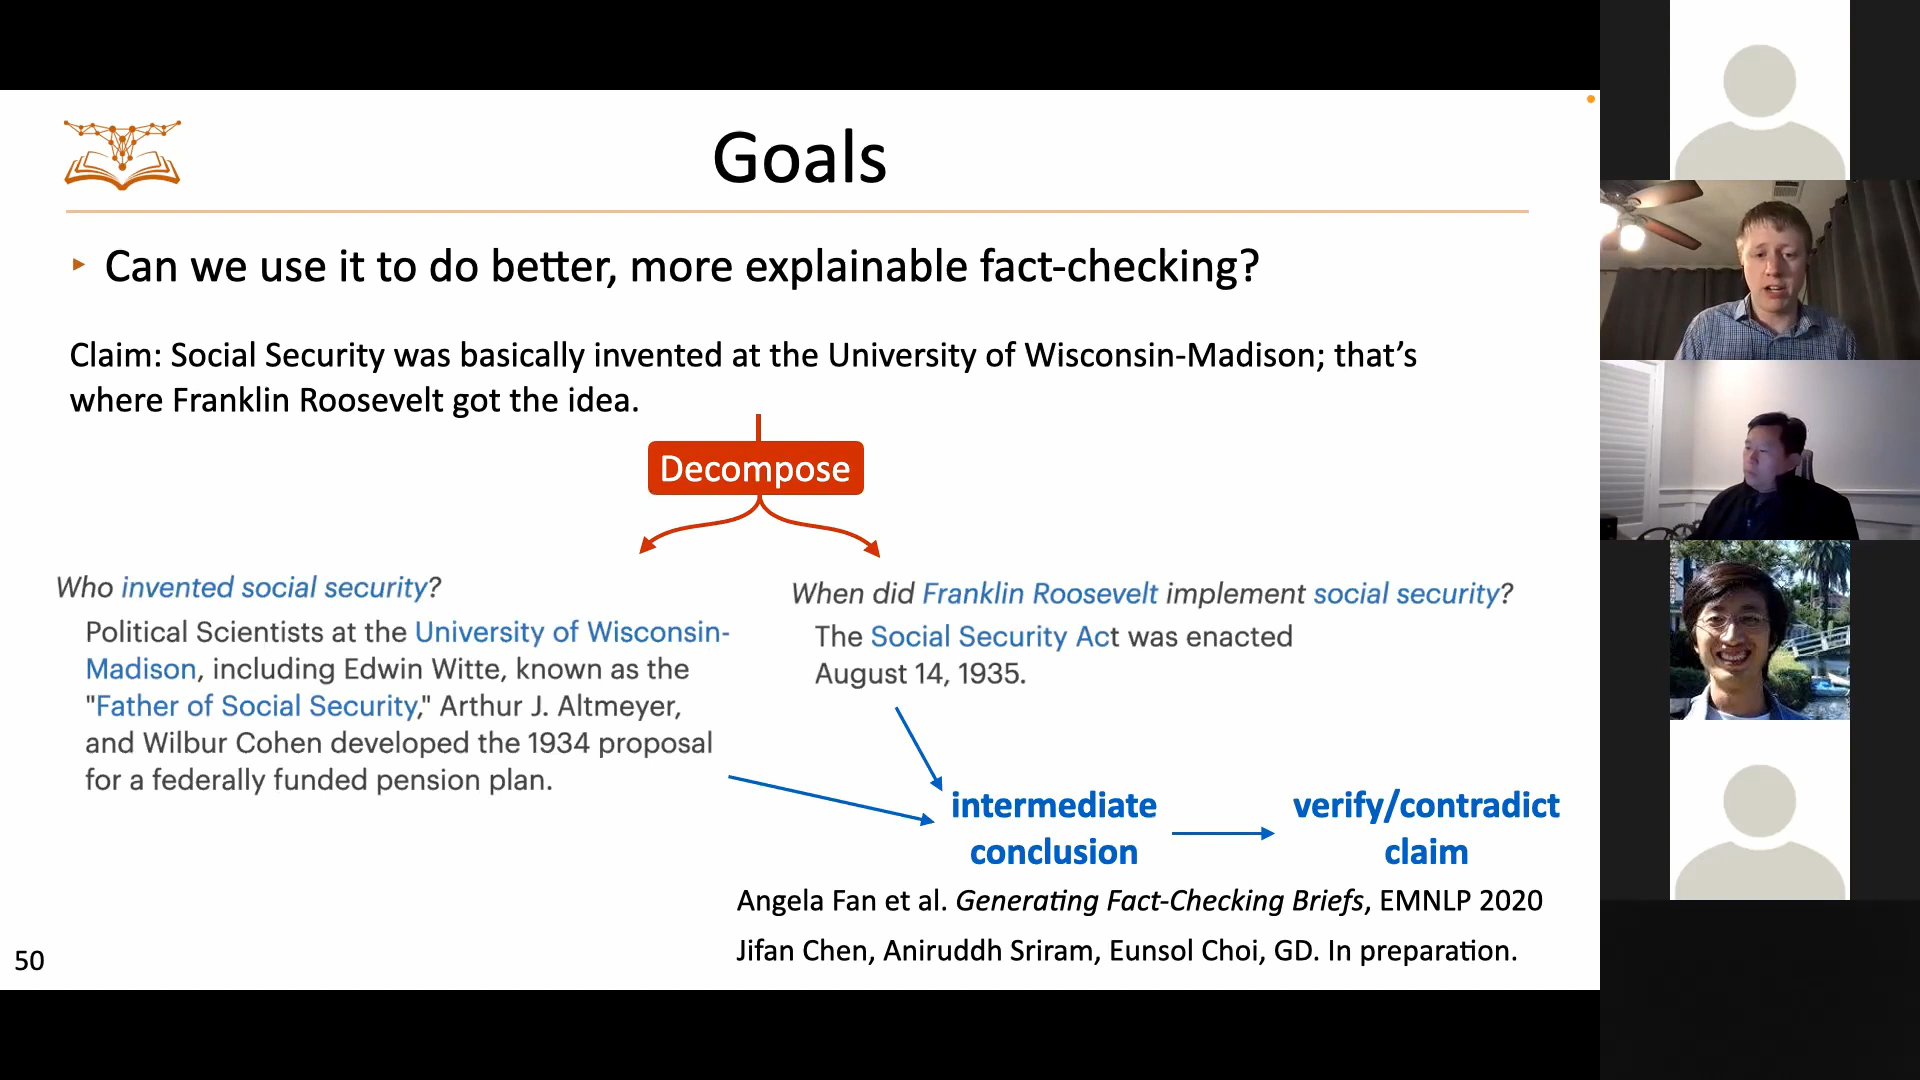 Goals
‣ Can we use it to do better, more explainable fact-checking?
Claim: Social Security was basically invented at the University of Wisconsin-Madison; that’s
where Franklin Roosevelt got the idea.
Decompose
Who invented social security?
Political Scientists at the University of Wisconsin-
Madison, including Edwin Witte, known as the
"Father of Social Security," Arthur J. Altmeyer,
and Wilbur Cohen developed the 1934 proposal
for a federally funded pension plan.
When did Franklin Roosevelt implement social security?
The Social Security Act was enacted
August 14, 1935.
intermediate
conclusion
verify/contradict
claim
Angela Fan et al. Generating Fact-Checking Briefs, EMNLP 2020
Jifan Chen, Aniruddh Sriram, Eunsol Choi, GD. In preparation.
50